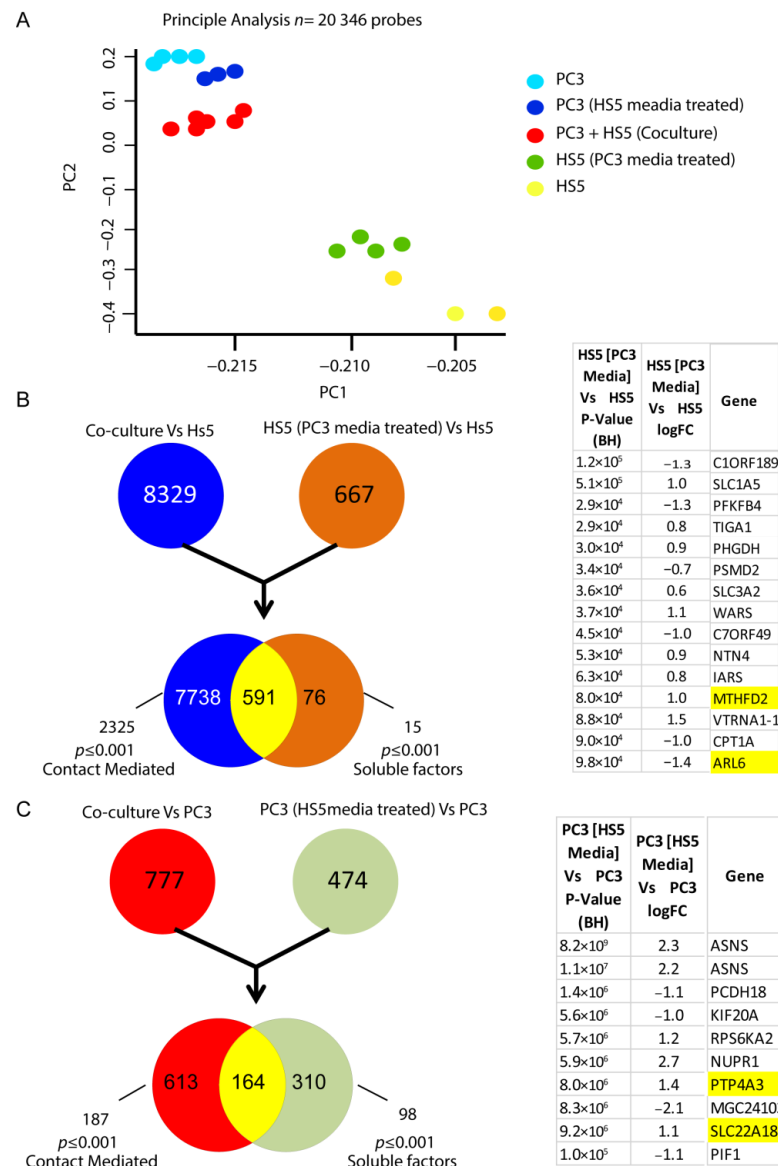 A
Principle Analysis n= 20 346 probes
0.2
0.1
0.0
−0.1
−0.2
−0.3
−0.4
PC2
−0.215
−0.210
−0.205
PC1
PC3
PC3 (HS5 meadia treated)
PC3 + HS5 (Coculture)
HS5 (PC3 media treated)
HS5
B
Co-culture Vs Hs5
HS5 (PC3 media treated) Vs Hs5
8329
667
7738
591
76
2325
p≤0.001
Contact Mediated
15
p≤0.001
Soluble factors
HS5 [PC3 Media] Vs HS5 P-Value (BH)
HS5 [PC3 Media] Vs HS5 logFC
Gene
1.2×10⁵ −1.3 C1ORF189
5.1×10⁵ 1.0 SLC1A5
2.9×10⁴ −1.3 PFKFB4
2.9×10⁴ 0.8 TIGA1
3.0×10⁴ 0.9 PHGDH
3.4×10⁴ −0.7 PSMD2
3.6×10⁴ 0.6 SLC3A2
3.7×10⁴ 1.1 WARS
4.5×10⁴ −1.0 C7ORF49
5.3×10⁴ 0.9 NTN4
6.3×10⁴ 0.8 IARS
8.0×10⁴ 1.0 MTHFD2
8.8×10⁴ 1.5 VTRNA1-1
9.0×10⁴ −1.0 CPT1A
9.8×10⁴ −1.4 ARL6
C
Co-culture Vs PC3
PC3 (HS5media treated) Vs PC3
777
474
613
164
310
187
p≤0.001
Contact Mediated
98
p≤0.001
Soluble factors
PC3 [HS5 Media] Vs PC3 P-Value (BH)
PC3 [HS5 Media] Vs PC3 logFC
Gene
8.2×10⁹ 2.3 ASNS
1.1×10⁷ 2.2 ASNS
1.4×10⁶ −1.1 PCDH18
5.6×10⁶ −1.0 KIF20A
5.7×10⁶ 1.2 RPS6KA2
5.9×10⁶ 2.7 NUPR1
8.0×10⁶ 1.4 PTP4A3
8.3×10⁶ −2.1
9.2×10⁶ 1.1 SLC22A18
1.0×10⁵ −1.1 PIF1